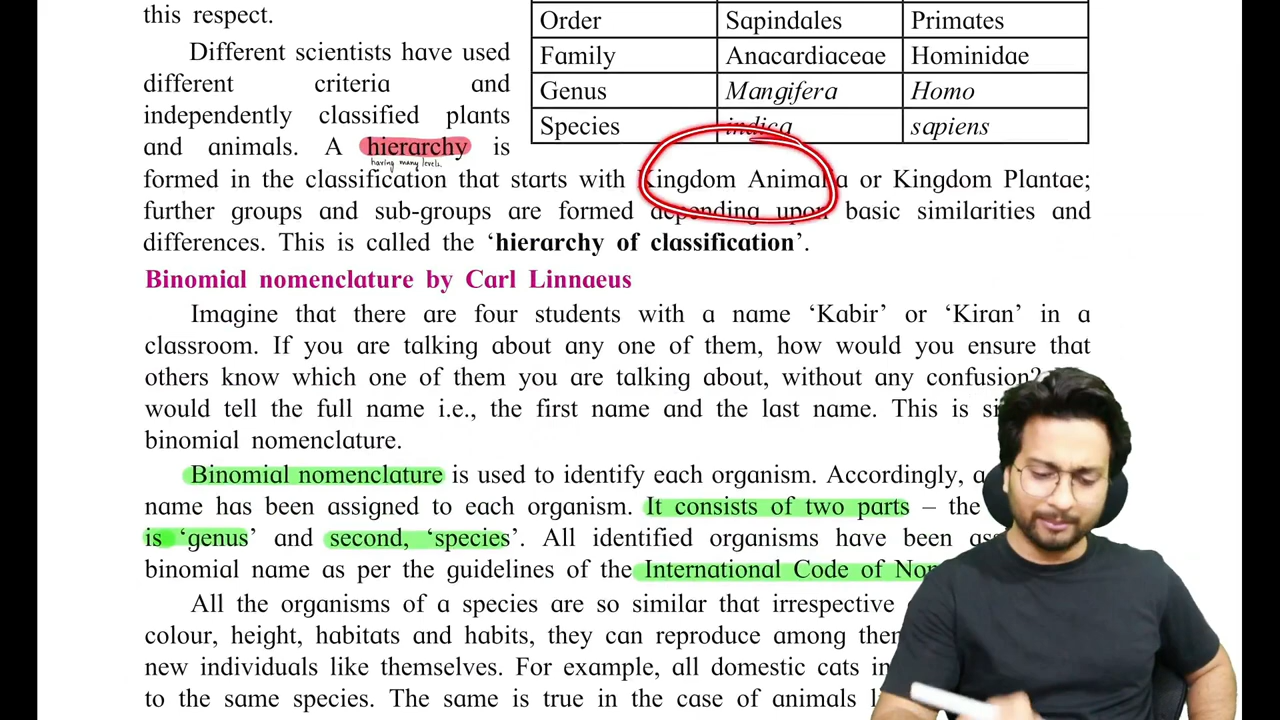 this respect.
Order Sapindales Primates
Family Anacardiaceae Hominidae
Genus Mangifera Homo
Species indica sapiens
Different scientists have used
different criteria and
independently classified plants
and animals. A hierarchy is
having many levels
formed in the classification that starts with Kingdom Animalia or Kingdom Plantae;
further groups and sub-groups are formed depending upon basic similarities and
differences. This is called the ‘hierarchy of classification’.
Binomial nomenclature by Carl Linnaeus
Imagine that there are four students with a name ‘Kabir’ or ‘Kiran’ in a
classroom. If you are talking about any one of them, how would you ensure that
others know which one of them you are talking about, without any confusion?
would tell the full name i.e., the first name and the last name. This is
binomial nomenclature.
Binomial nomenclature is used to identify each organism. Accordingly, a
name has been assigned to each organism. It consists of two parts – the
is ‘genus’ and second, ‘species’. All identified organisms have been
binomial name as per the guidelines of the International Code of
All the organisms of a species are so similar that irrespective
colour, height, habitats and habits, they can reproduce among
new individuals like themselves. For example, all domestic cats
to the same species. The same is true in the case of animals